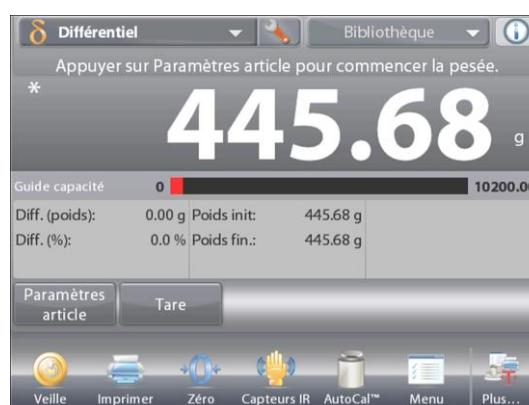 δ Différentiel Bibliothèque i
Appuyer sur Paramètres article pour commencer la pesée.
* 445.68 g
Guide capacité 0 10200.0
Diff. (poids): 0.00 g Poids init: 445.68 g
Diff. (%): 0.0 % Poids fin.: 445.68 g
Paramètres article Tare
Veille Imprimer Zéro Capteurs IR AutoCal™ Menu Plus...